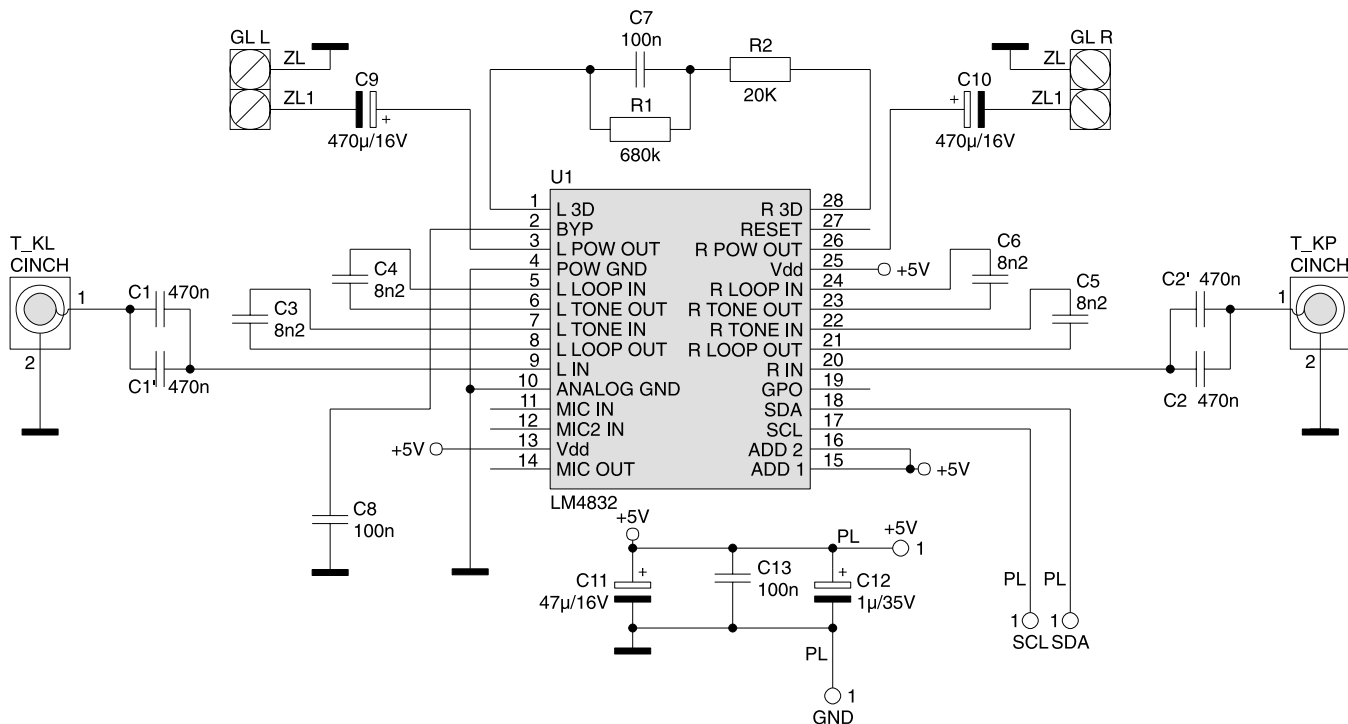 C7
100n
R2
20K
R1
680k
GL L
ZL
ZL1
C9
+
470µ/16V
GL R
ZL
ZL1
C10
+
470µ/16V
U1
1 L 3D
2 BYP
3 L POW OUT
4 POW GND
5 L LOOP IN
6 L TONE OUT
7 L TONE IN
8 L LOOP OUT
9 L IN
10 ANALOG GND
11 MIC IN
12 MIC2 IN
13 Vdd
14 MIC OUT
R 3D 28
RESET 27
R POW OUT 26
Vdd 25
R LOOP IN 24
R TONE OUT 23
R TONE IN 22
R LOOP OUT 21
R IN 20
GPO 19
SDA 18
SCL 17
ADD 2 16
ADD 1 15
LM4832
T_KL
CINCH
1
2
C1 470n
C1' 470n
C3
8n2
C4
8n2
C6
8n2
C5
8n2
+5V
+5V
+5V
C2' 470n
C2 470n
T_KP
CINCH
1
2
C8
100n
+5V
PL
+5V
1
C11
+
47µ/16V
C13
100n
+
C12
1µ/35V
PL
1
GND
PL
PL
1
1
SCL
SDA